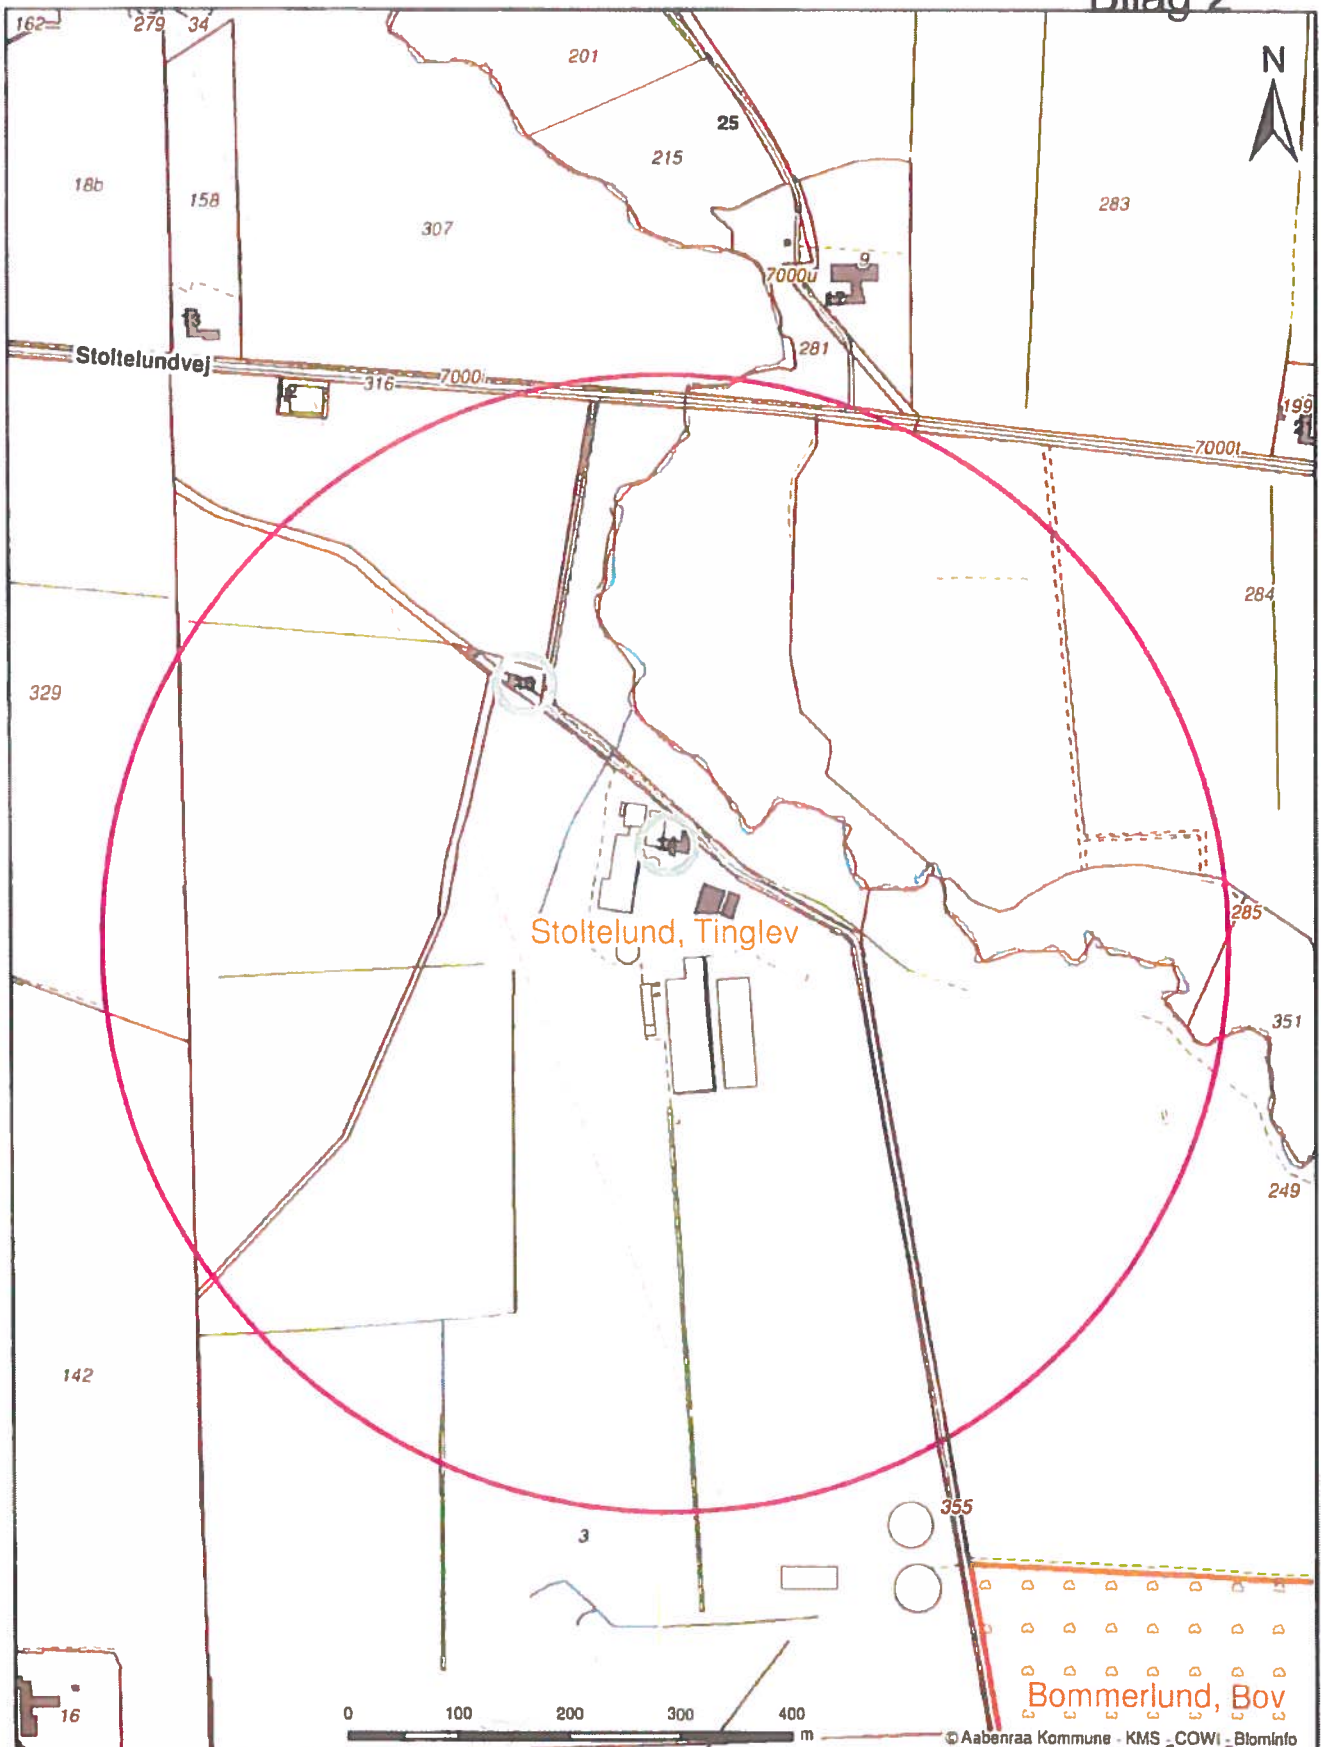 Bilag 2
162
279
34
201
N
25
215
18b
158
283
307
9
7000u
281
Stoltelundvej
316
7000i
199
7000t
284
329
Stoltelund, Tinglev
285
351
249
142
355
3
Bommerlund, Bov
16
0 100 200 300 400
m
© Aabenraa Kommune - KMS - COWI - BlomInfo